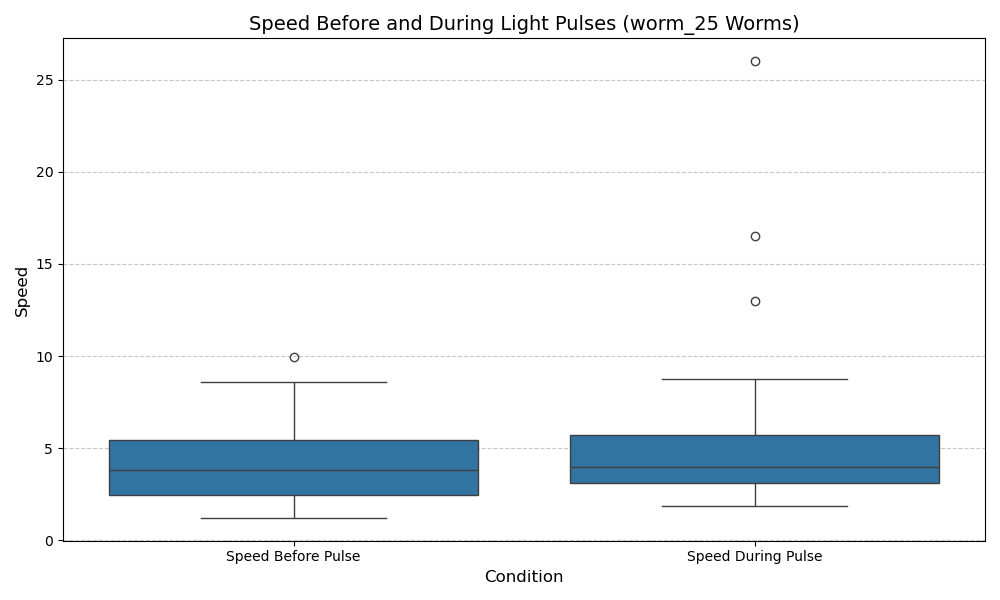 Speed Before and During Light Pulses (worm_25 Worms)
25
20
15
10
5
0
Speed
Speed Before Pulse
Speed During Pulse
Condition